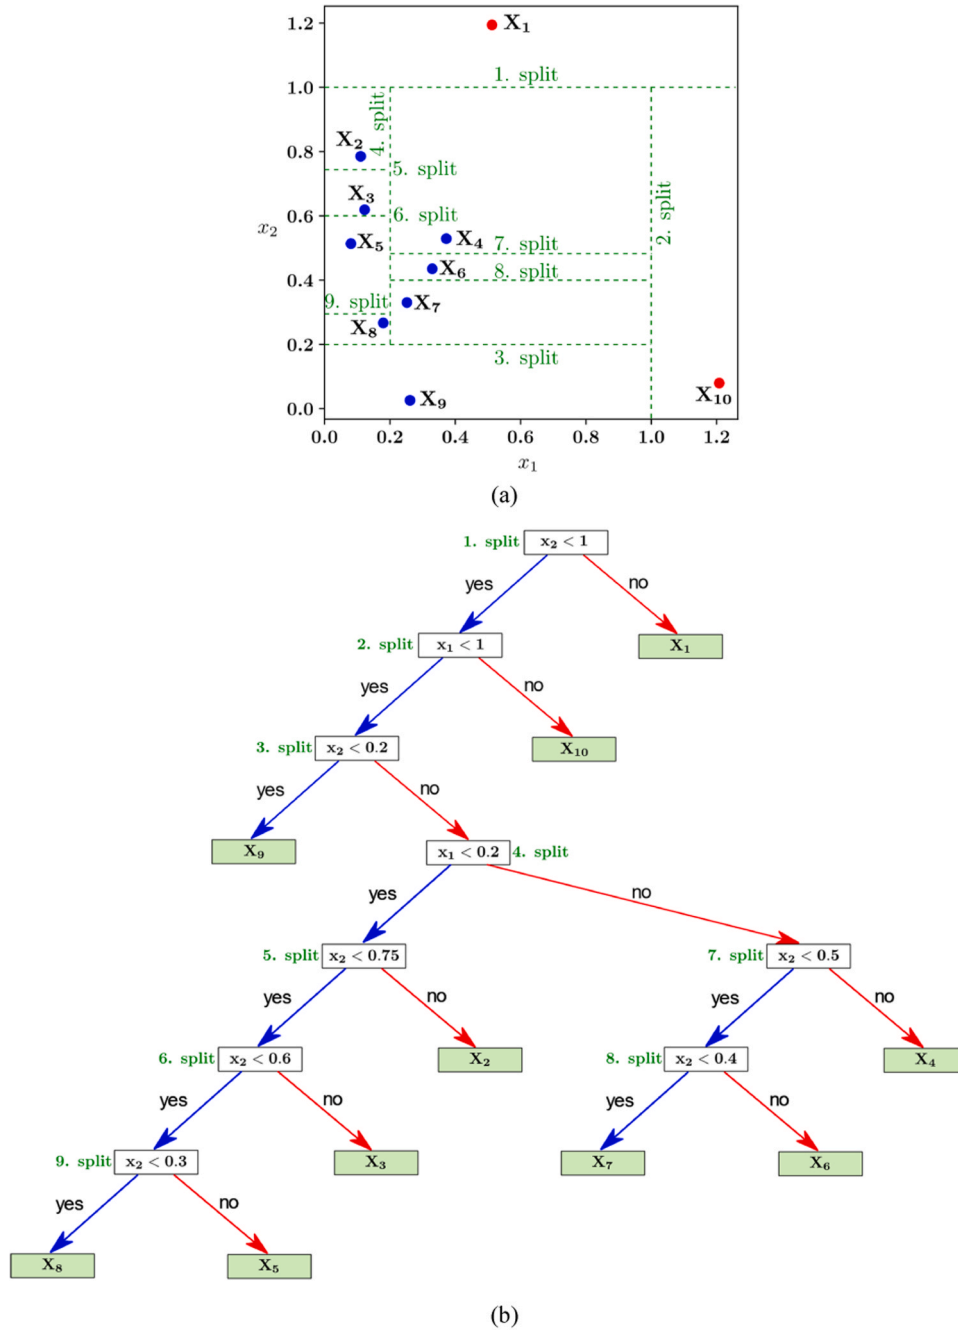 1.2
X₁
1. split
1.0
4. split
X₂
0.8
5. split
X₃
2. split
0.6
6. split
x₂
X₅
X₄
7. split
X₆
8. split
0.4
9. split
X₇
X₈
0.2
3. split
X₁₀
X₉
0.0
0.0 0.2 0.4 0.6 0.8 1.0 1.2
x₁
(a)
1. split x₂ < 1
yes no
2. split x₁ < 1 X₁
yes no
3. split x₂ < 0.2 X₁₀
yes no
X₉ x₁ < 0.2 4. split
yes no
5. split x₂ < 0.75 7. split x₂ < 0.5
yes no yes no
6. split x₂ < 0.6 X₂ 8. split x₂ < 0.4 X₄
yes no yes no
9. split x₂ < 0.3 X₃ X₇ X₆
yes no
X₈ X₅
(b)